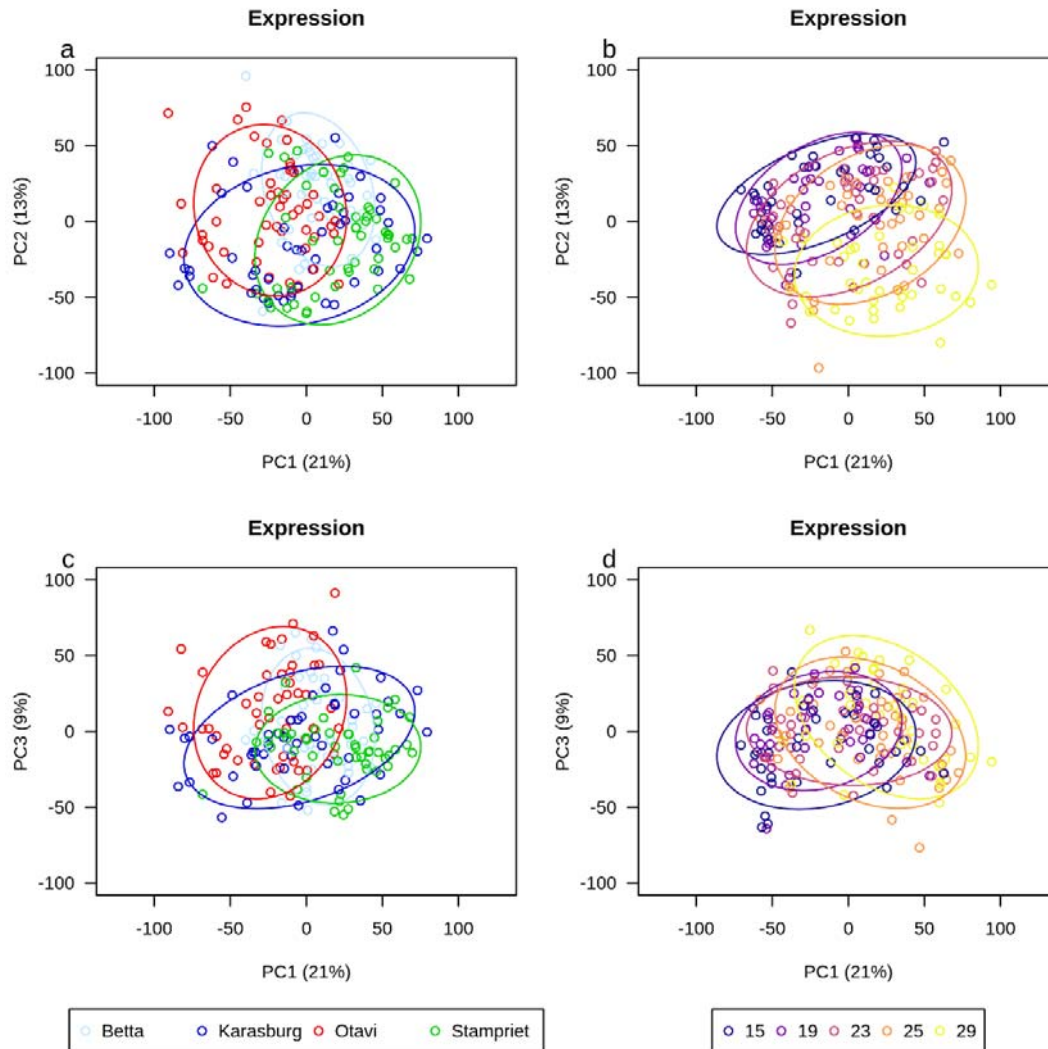 Expression
a
100
50
0
-50
-100
PC2 (13%)
-100 -50 0 50 100
PC1 (21%)
Expression
b
100
50
0
-50
-100
PC2 (13%)
-100 -50 0 50 100
PC1 (21%)
Expression
c
100
50
0
-50
-100
PC3 (9%)
-100 -50 0 50 100
PC1 (21%)
Expression
d
100
50
0
-50
-100
PC3 (9%)
-100 -50 0 50 100
PC1 (21%)
Betta Karasburg Otavi Stampriet
15 19 23 25 29